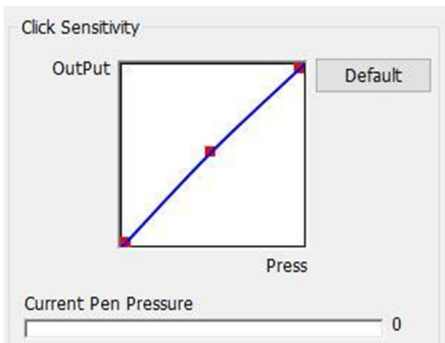 Click Sensitivity
OutPut
Default
Press
Current Pen Pressure
0